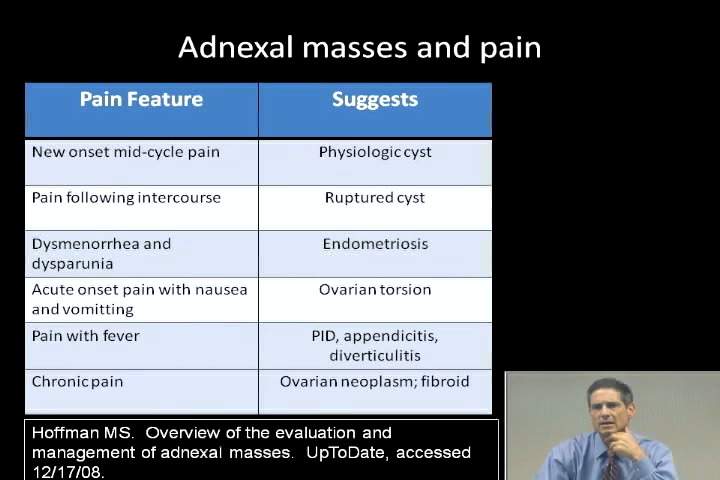 Adnexal masses and pain
Pain Feature
Suggests
New onset mid-cycle pain
Physiologic cyst
Pain following intercourse
Ruptured cyst
Dysmenorrhea and
dysparunia
Endometriosis
Acute onset pain with nausea
and vomitting
Ovarian torsion
Pain with fever
PID, appendicitis,
diverticulitis
Chronic pain
Ovarian neoplasm; fibroid
Hoffman MS.  Overview of the evaluation and
management of adnexal masses.  UpToDate, accessed
12/17/08.